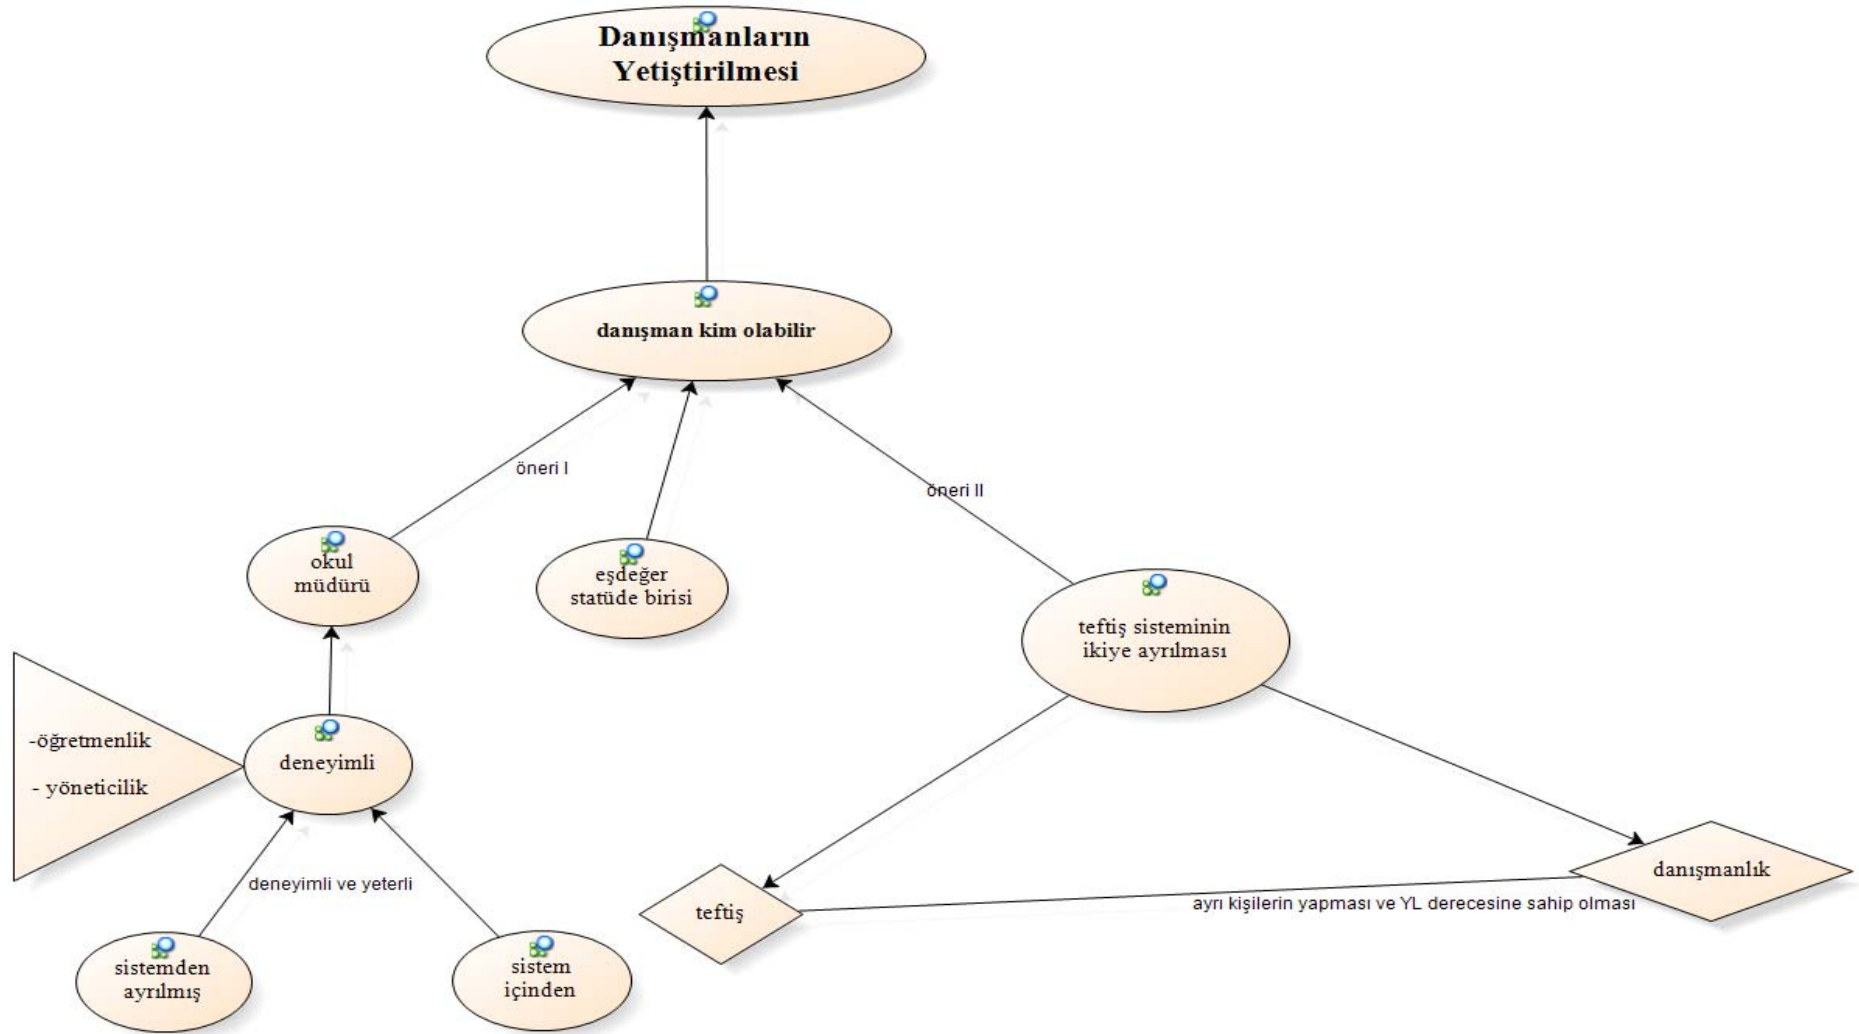 Danışmanların
Yetiştirilmesi
danışman kim olabilir
öneri I
öneri II
okul
müdürü
eşdeğer
statüde birisi
teftiş sisteminin
ikiye ayrılması
-öğretmenlik
- yöneticilik
deneyimli
deneyimli ve yeterli
teftiş
ayrı kişilerin yapması ve YL derecesine sahip olması
danışmanlık
sistemden
ayrılmış
sistem
içinden